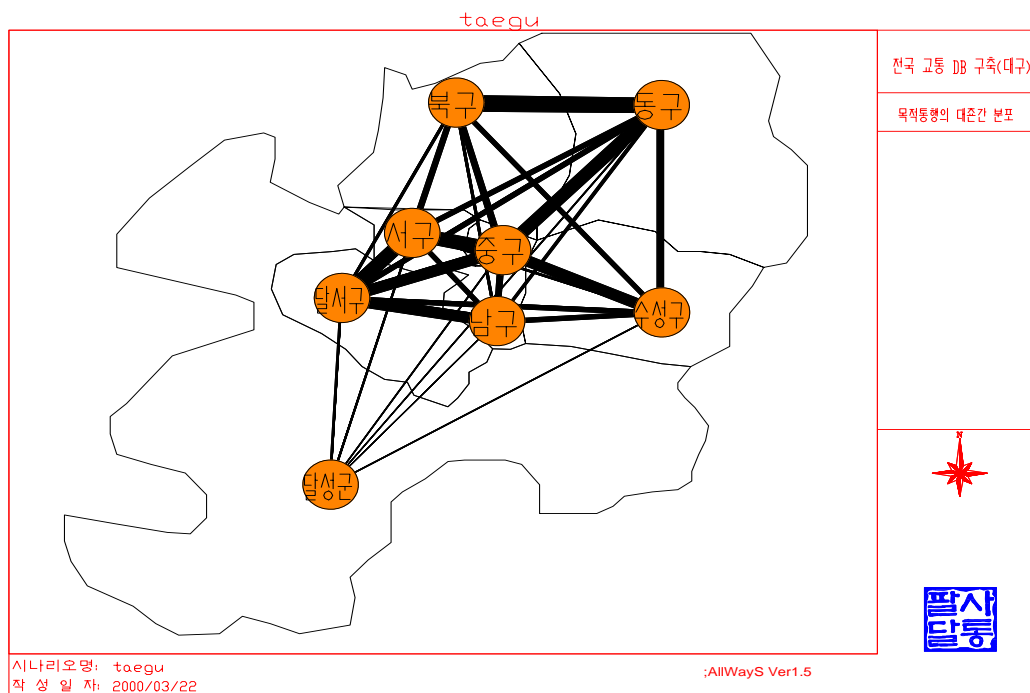 taegu
전국 교통 DB 구축(대구)
목적통행의 대존간 분포
북구
동구
서구
중구
달서구
남구
수성구
달성군
N
팔사
달통
시나리오명: taegu
작 성 일 자: 2000/03/22
;AllWayS Ver1.5